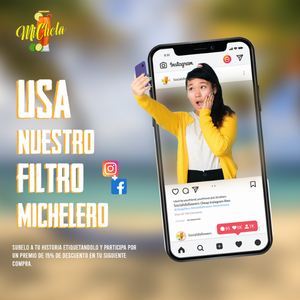 MiChela
Instagram
USA
NUESTRO
FILTRO
MICHELERO
SUBELO A TU HISTORIA ETIQUETANDOLO Y PARTICIPA POR
UN PREMIO DE 15% DE DESCUENTO EN TU SIGUIENTE
COMPRA.